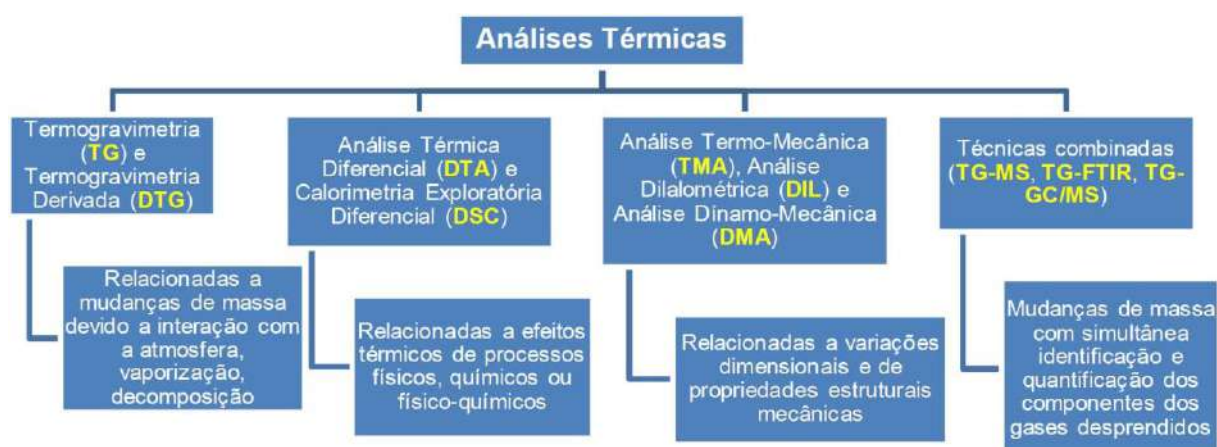 Análises Térmicas
Termogravimetria
(TG) e
Termogravimetria
Derivada (DTG)
Relacionadas a
mudanças de massa
devido a interação com
a atmosfera,
vaporização,
decomposição
Análise Térmica
Diferencial (DTA) e
Calorimetria Exploratória
Diferencial (DSC)
Relacionadas a efeitos
térmicos de processos
físicos, químicos ou
físico-químicos
Análise Termo-Mecânica
(TMA), Análise
Dilalométrica (DIL) e
Análise Dinamo-Mecânica
(DMA)
Relacionadas a variações
dimensionais e de
propriedades estruturais
mecânicas
Técnicas combinadas
(TG-MS, TG-FTIR, TG-
GC/MS)
Mudanças de massa
com simultânea
identificação e
quantificação dos
componentes dos
gases desprendidos